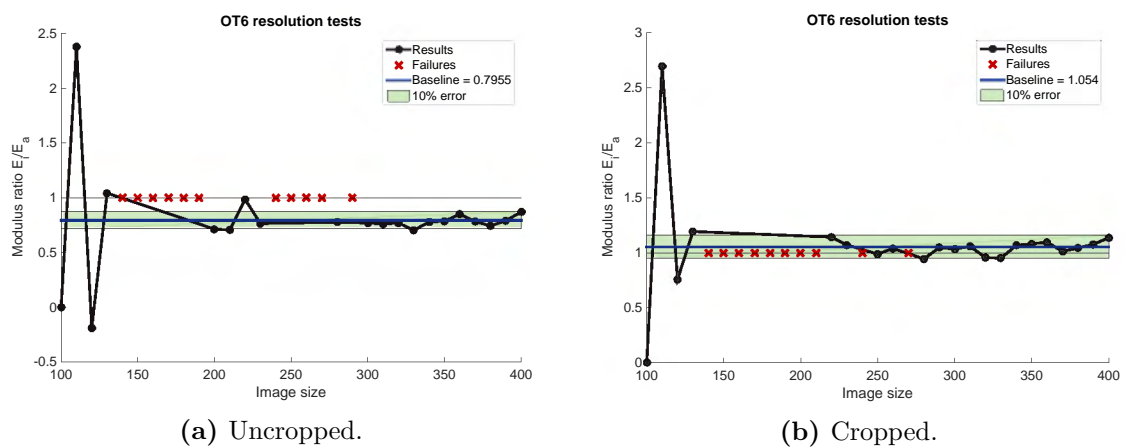 OT6 resolution tests
2.5
2
1.5
1
0.5
0
-0.5
Modulus ratio E_i/E_a
Results
Failures
Baseline = 0.7955
10% error
100 150 200 250 300 350 400
Image size
(a) Uncropped.
OT6 resolution tests
3
2.5
2
1.5
1
0.5
0
Modulus ratio E_i/E_a
Results
Failures
Baseline = 1.054
10% error
100 150 200 250 300 350 400
Image size
(b) Cropped.